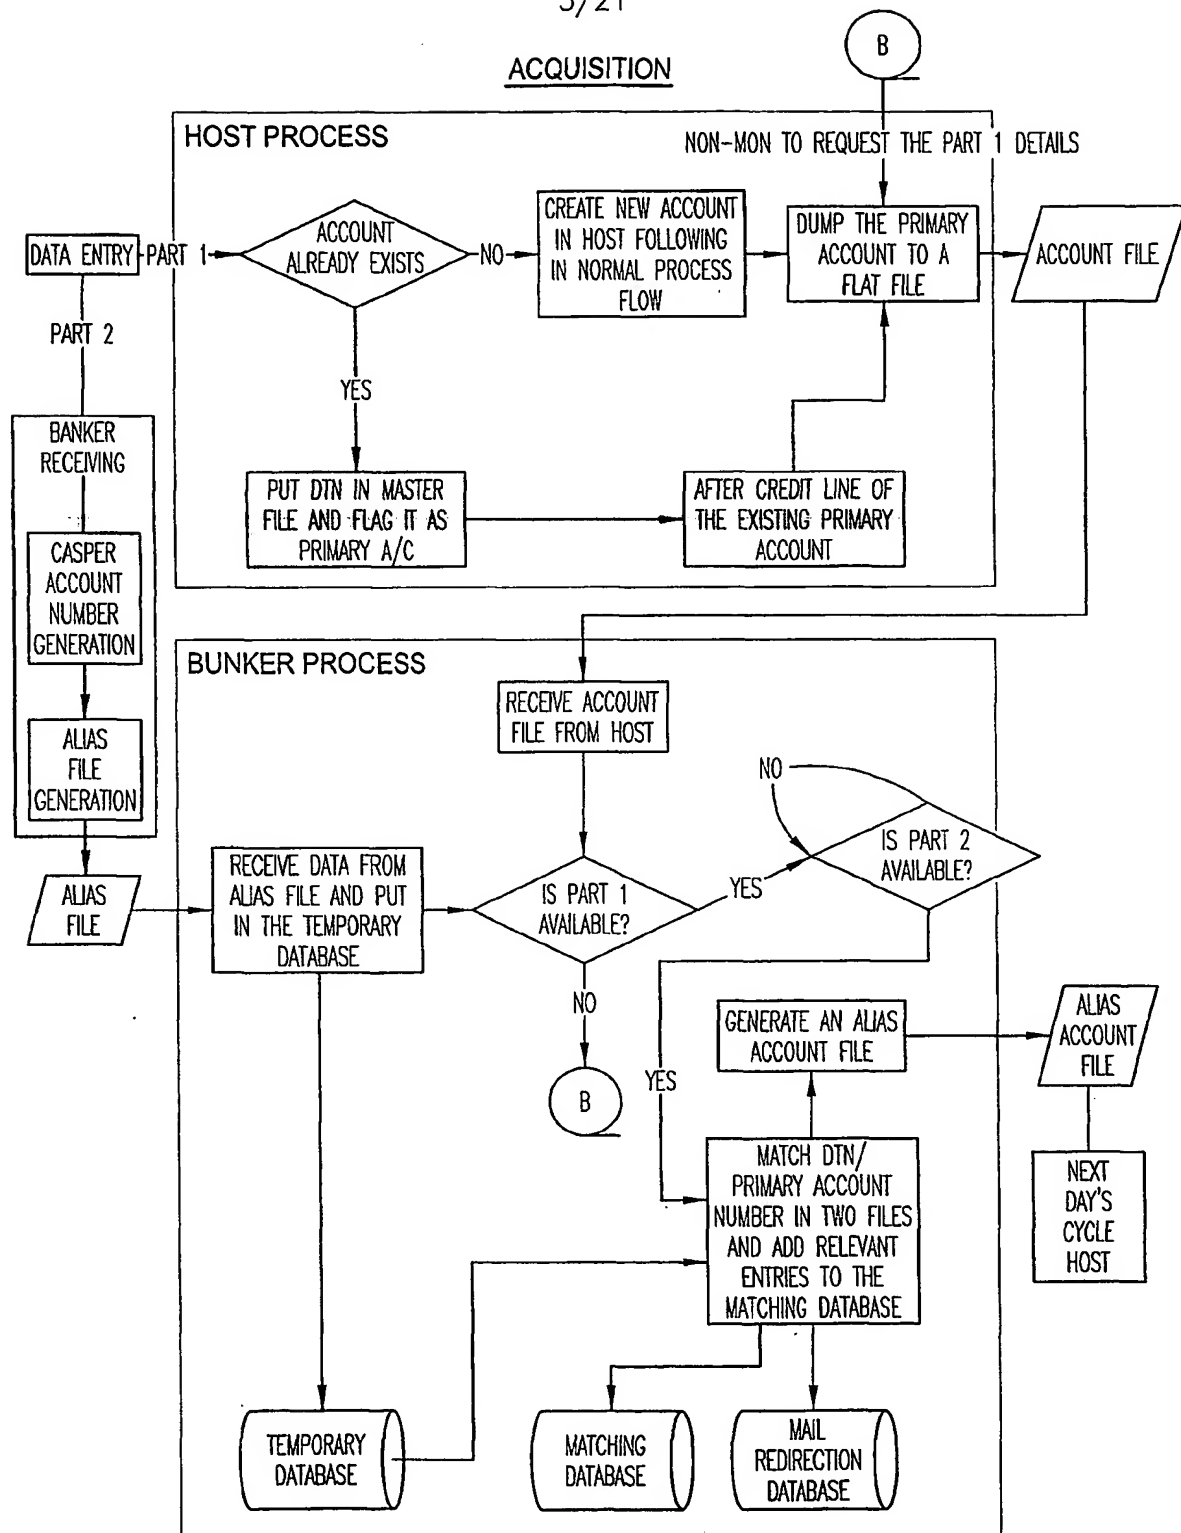 5/21
ACQUISITION
B
HOST PROCESS
NON-MON TO REQUEST THE PART 1 DETAILS
DATA ENTRY
PART 1
ACCOUNT
ALREADY EXISTS
NO
CREATE NEW ACCOUNT
IN HOST FOLLOWING
IN NORMAL PROCESS
FLOW
DUMP THE PRIMARY
ACCOUNT TO A
FLAT FILE
ACCOUNT FILE
PART 2
YES
BANKER
RECEIVING
PUT DTN IN MASTER
FILE AND FLAG IT AS
PRIMARY A/C
AFTER CREDIT LINE OF
THE EXISTING PRIMARY
ACCOUNT
CASPER
ACCOUNT
NUMBER
GENERATION
ALIAS
FILE
GENERATION
ALIAS
FILE
BUNKER PROCESS
RECEIVE ACCOUNT
FILE FROM HOST
NO
IS PART 2
AVAILABLE?
RECEIVE DATA FROM
ALIAS FILE AND PUT
IN THE TEMPORARY
DATABASE
IS PART 1
AVAILABLE?
YES
NO
B
YES
GENERATE AN ALIAS
ACCOUNT FILE
ALIAS
ACCOUNT
FILE
MATCH DTN/
PRIMARY ACCOUNT
NUMBER IN TWO FILES
AND ADD RELEVANT
ENTRIES TO THE
MATCHING DATABASE
NEXT
DAY'S
CYCLE
HOST
TEMPORARY
DATABASE
MATCHING
DATABASE
MAIL
REDIRECTION
DATABASE